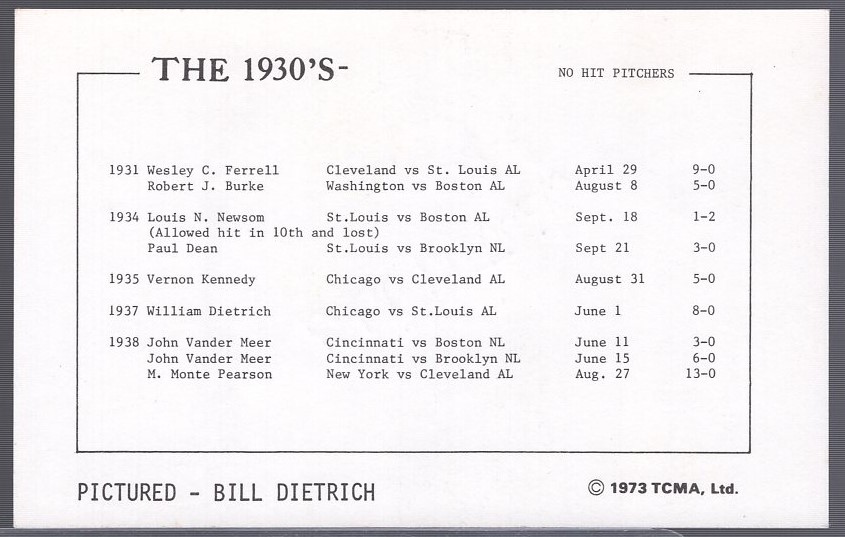 THE 1930'S-
NO HIT PITCHERS
1931 Wesley C. Ferrell Cleveland vs St. Louis AL April 29 9-0
Robert J. Burke Washington vs Boston AL August 8 5-0
1934 Louis N. Newsom St.Louis vs Boston AL Sept. 18 1-2
(Allowed hit in 10th and lost)
Paul Dean St.Louis vs Brooklyn NL Sept 21 3-0
1935 Vernon Kennedy Chicago vs Cleveland AL August 31 5-0
1937 William Dietrich Chicago vs St.Louis AL June 1 8-0
1938 John Vander Meer Cincinnati vs Boston NL June 11 3-0
John Vander Meer Cincinnati vs Brooklyn NL June 15 6-0
M. Monte Pearson New York vs Cleveland AL Aug. 27 13-0
PICTURED - BILL DIETRICH
© 1973 TCMA, Ltd.